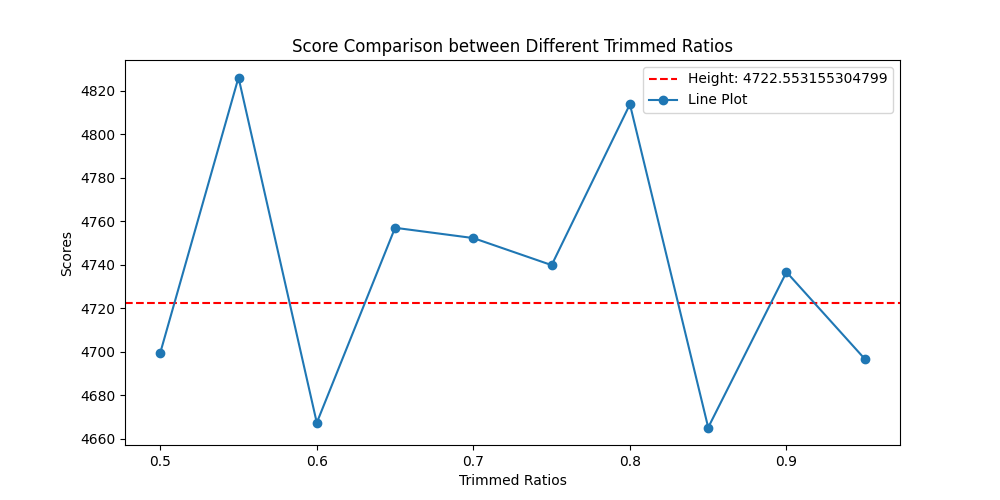 Score Comparison between Different Trimmed Ratios
Height: 4722.553155304799
Line Plot
Scores
4820
4800
4780
4760
4740
4720
4700
4680
4660
0.5 0.6 0.7 0.8 0.9
Trimmed Ratios